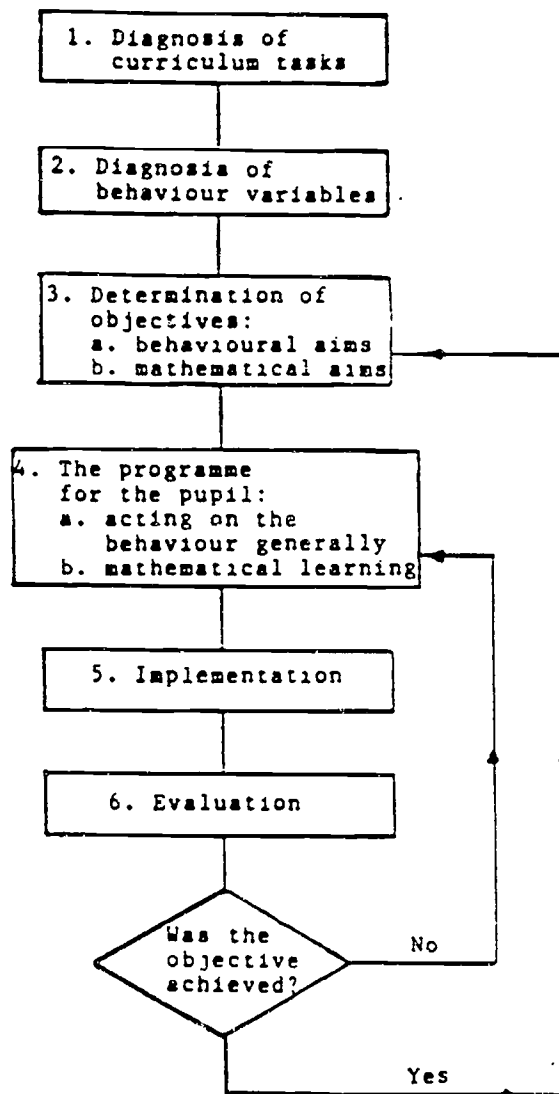 1. Diagnosis of
curriculum tasks
2. Diagnosis of
behaviour variables
3. Determination of
objectives:
a. behavioural aims
b. mathematical aims
4. The programme
for the pupil:
a. acting on the
behaviour generally
b. mathematical learning
5. Implementation
6. Evaluation
Was the
objective
achieved?
No
Yes